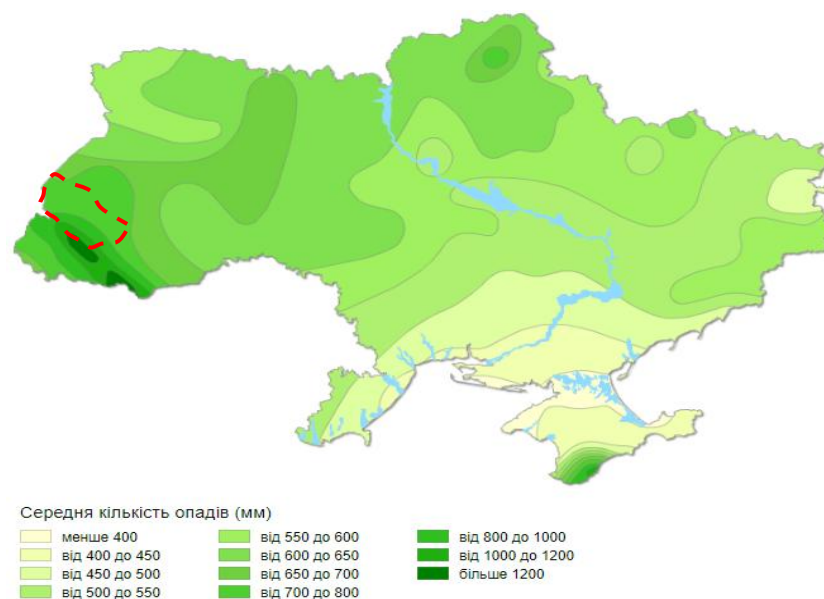 Середня кількість опадів (мм)
менше 400
від 400 до 450
від 450 до 500
від 500 до 550
від 550 до 600
від 600 до 650
від 650 до 700
від 700 до 800
від 800 до 1000
від 1000 до 1200
більше 1200